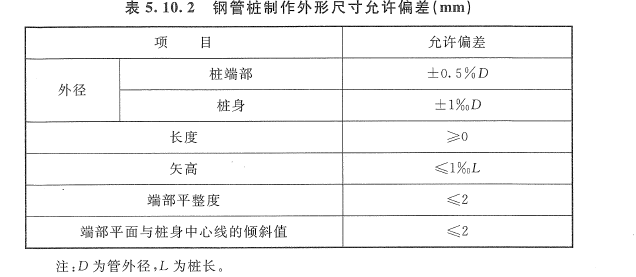 表 5.10.2 钢管桩制作外形尺寸允许偏差(mm)
项 目 允许偏差
外径 桩端部 ±0.5%D
桩身 ±1‰D
长度 ≥0
矢高 ≤1‰L
端部平整度 ≤2
端部平面与桩身中心线的倾斜值 ≤2
注:D为管外径,L为桩长。